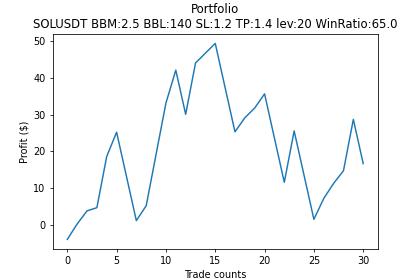 Portfolio
SOLUSDT BBM:2.5 BBL:140 SL:1.2 TP:1.4 lev:20 WinRatio:65.0
Profit ($)
50
40
30
20
10
0
0 5 10 15 20 25 30
Trade counts